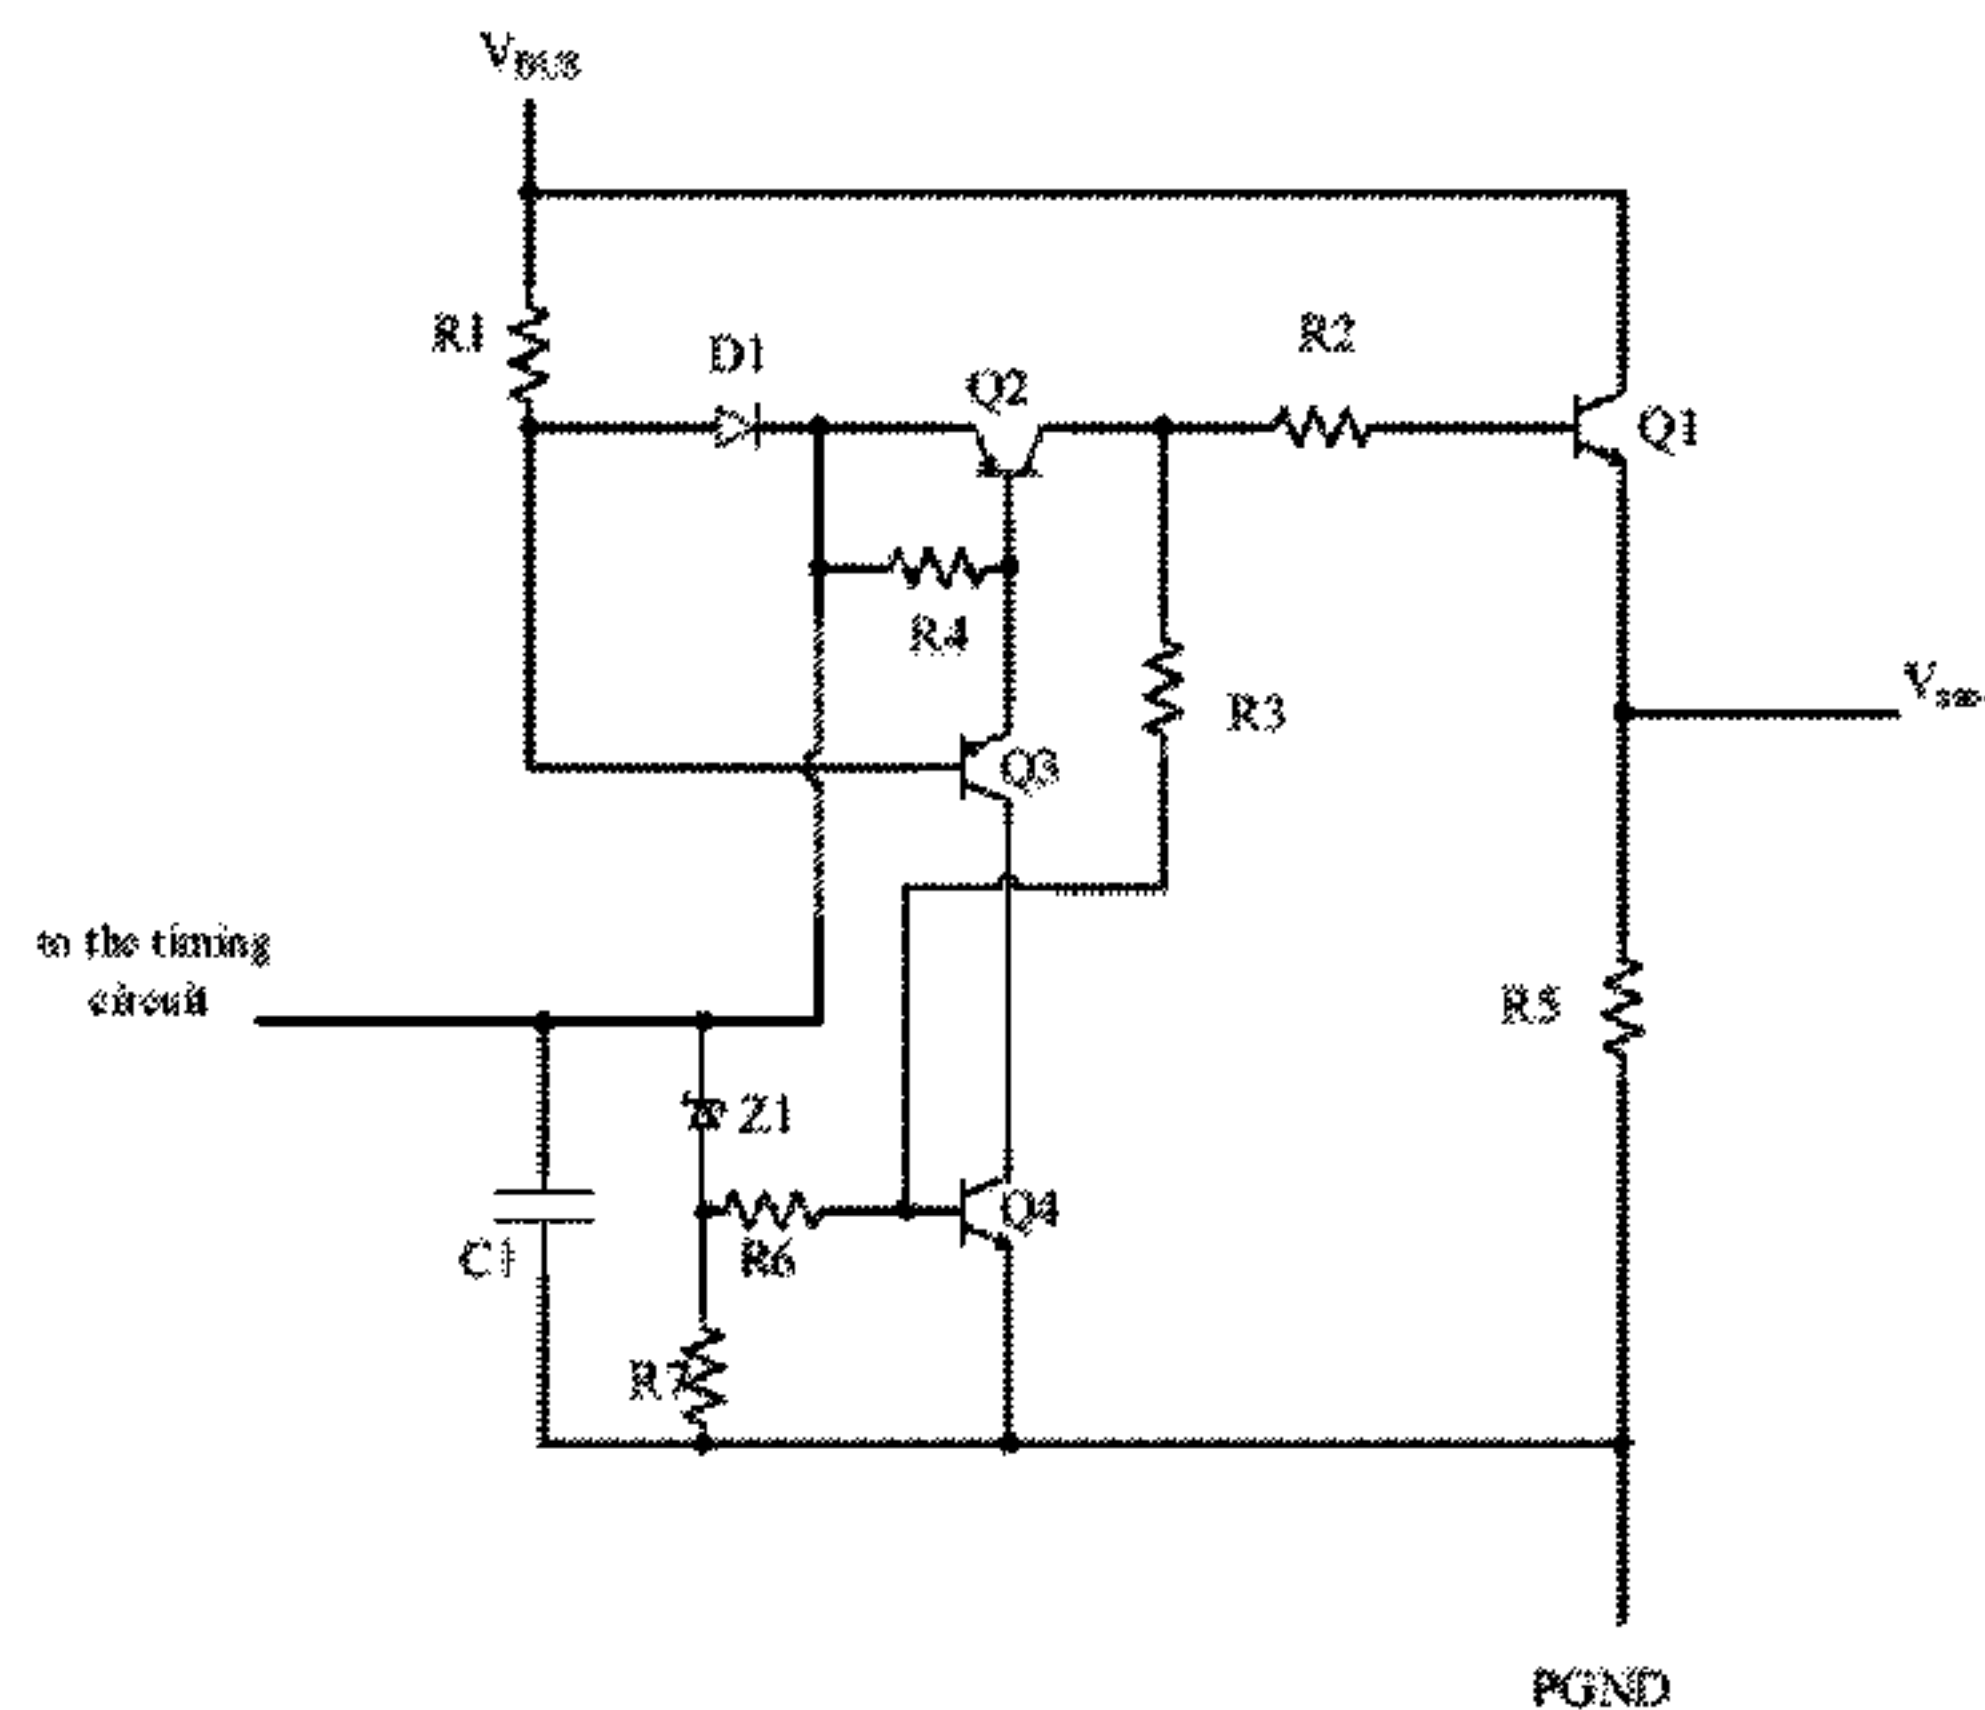 VBUS
R1
D1
Q2
R2
Q1
R4
R3
Q3
to the timing
circuit
R5
Z1
Q4
R6
C1
R7
PGND